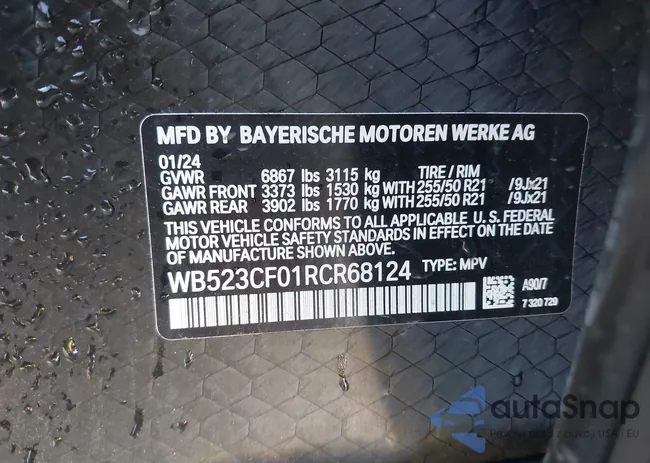 MFD BY BAYERISCHE MOTOREN WERKE AG
01/24
GVWR 6867 lbs 3115 kg TIRE / RIM
GAWR FRONT 3373 lbs 1530 kg WITH 255/50 R21 /9Jx21
GAWR REAR 3902 lbs 1770 kg WITH 255/50 R21 /9Jx21
THIS VEHICLE CONFORMS TO ALL APPLICABLE U.S. FEDERAL
MOTOR VEHICLE SAFETY STANDARDS IN EFFECT ON THE DATE
OF MANUFACTURE SHOWN ABOVE.
WB523CF01RCR68124 TYPE: MPV
A90/7
7 320 729
autoSnap
USA - EU